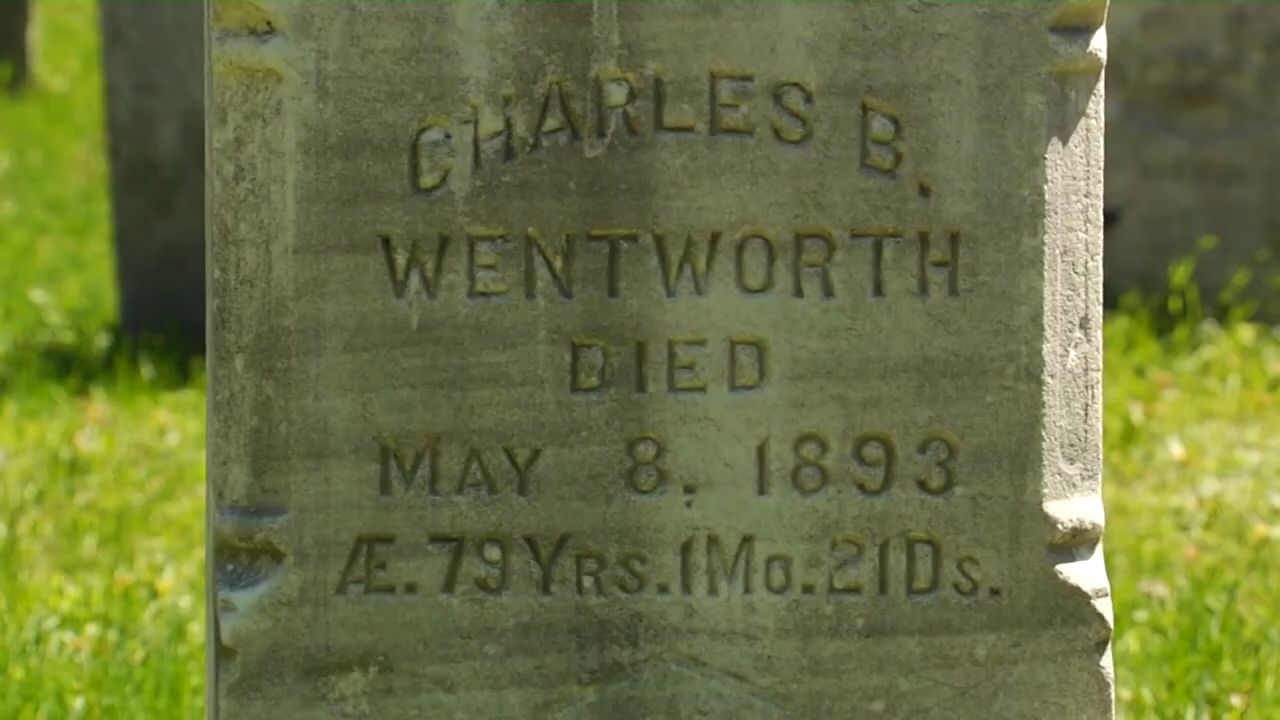 CHARLES B.
WENTWORTH
DIED
MAY 8, 1893
Æ. 79 YRS. 1 MO. 21 DS.